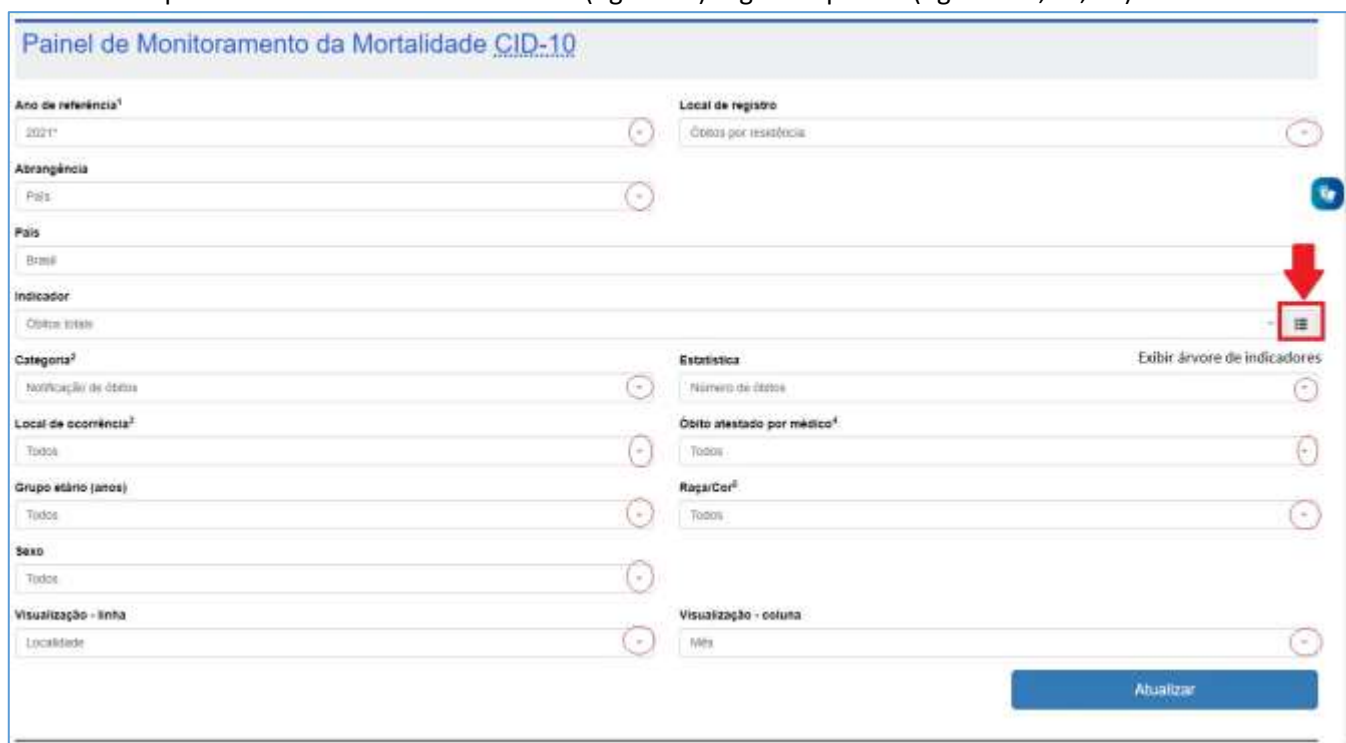 Painel de Monitoramento da Mortalidade CID-10
Ano de referência¹ Local de registro
2021* Óbitos por residência
Abrangência
País
País
Brasil
Indicador
Óbitos totais
Categoria² Estatística Exibir árvore de indicadores
Notificação de óbitos Número de óbitos
Local de ocorrência³ Óbito atestado por médico⁴
Todos Todos
Grupo etário (anos) Raça/Cor⁵
Todos Todos
Sexo
Todos
Visualização - linha Visualização - coluna
Localidade Mês
Atualizar